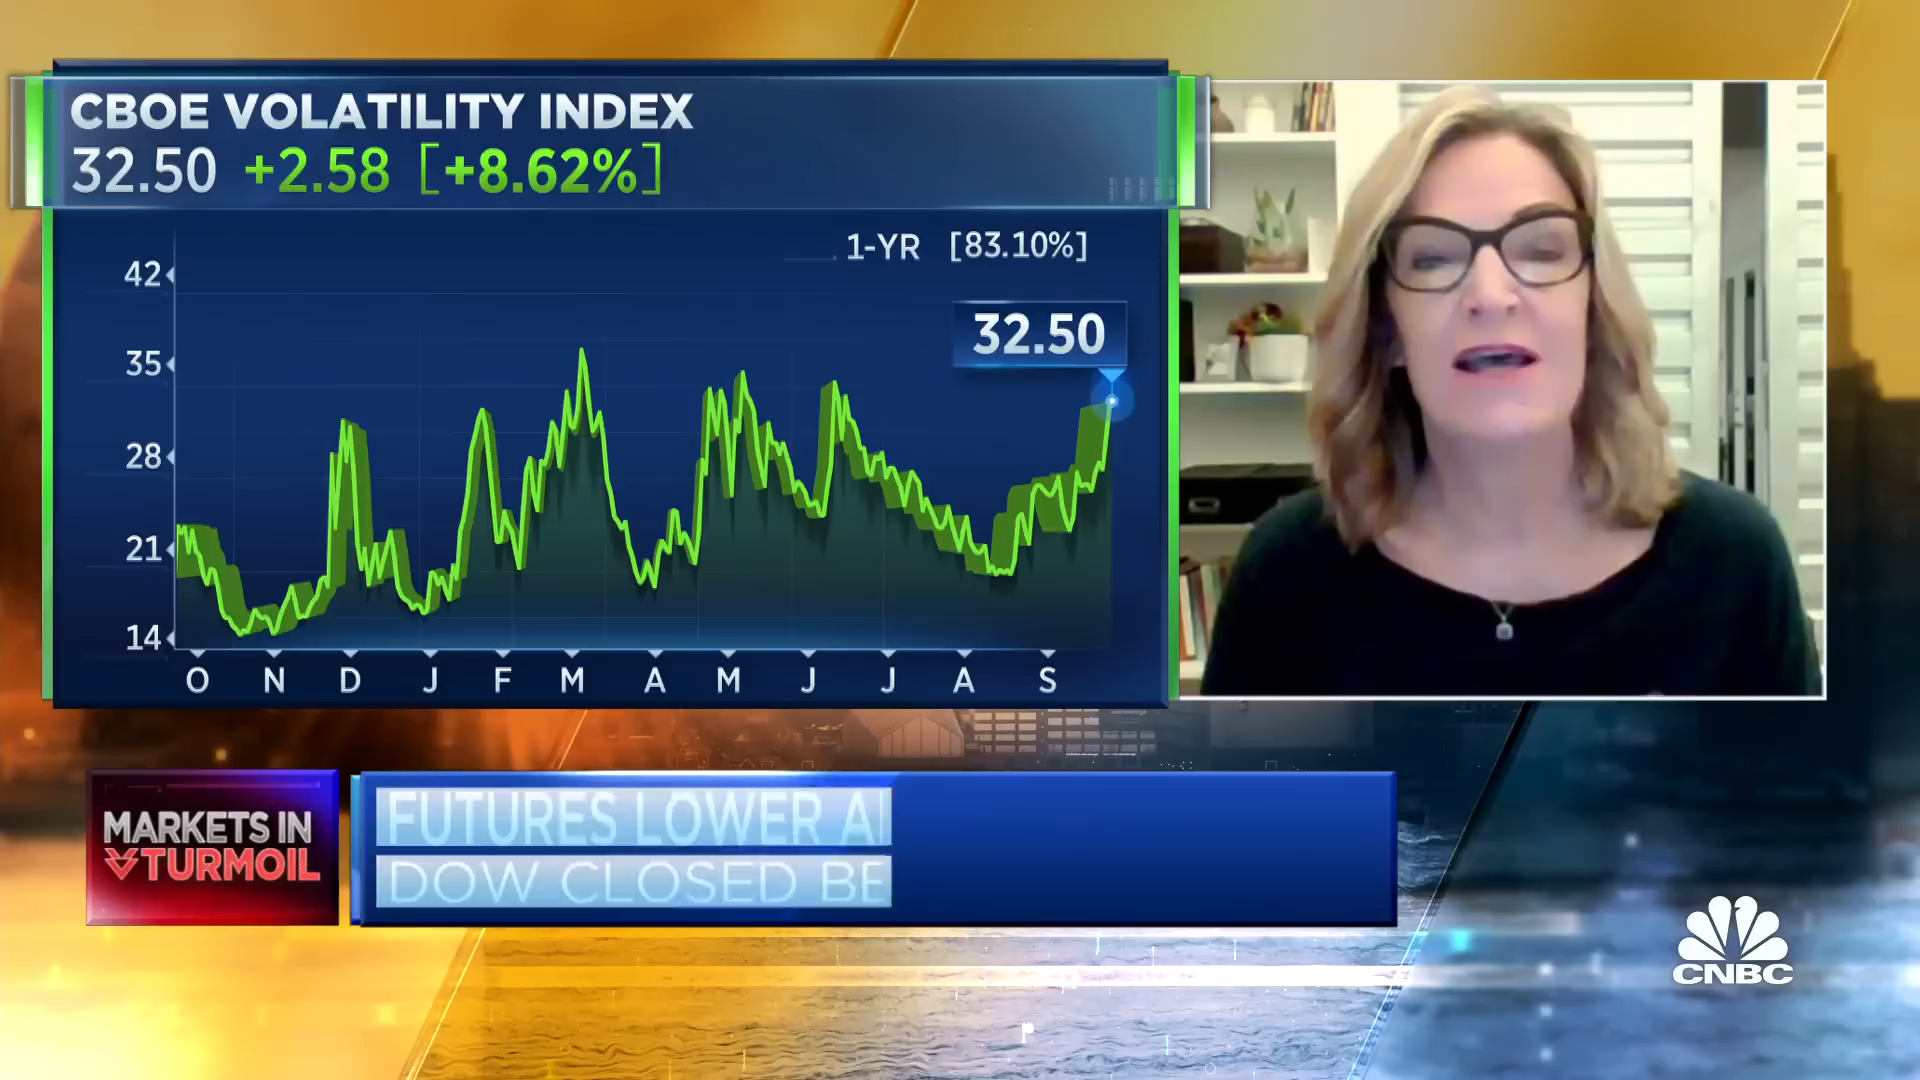 CBOE VOLATILITY INDEX
32.50 +2.58 [+8.62%]
1-YR [83.10%]
32.50
42
35
28
21
14
O N D J F M A M J J A S
MARKETS IN
TURMOIL
FUTURES LOWER A
DOW CLOSED BE
CNBC